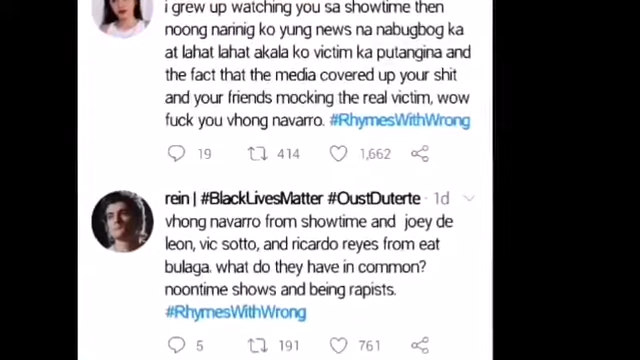 i grew up watching you sa showtime then
noong narinig ko yung news na nabugbog ka
at lahat lahat akala ko victim ka putangina and
the fact that the media covered up your shit
and your friends mocking the real victim, wow
fuck you vhong navarro. #RhymesWithWrong
19 414 1,662
rein | #BlackLivesMatter #OustDuterte · 1d
vhong navarro from showtime and joey de
leon, vic sotto, and ricardo reyes from eat
bulaga. what do they have in common?
noontime shows and being rapists.
#RhymesWithWrong
5 191 761